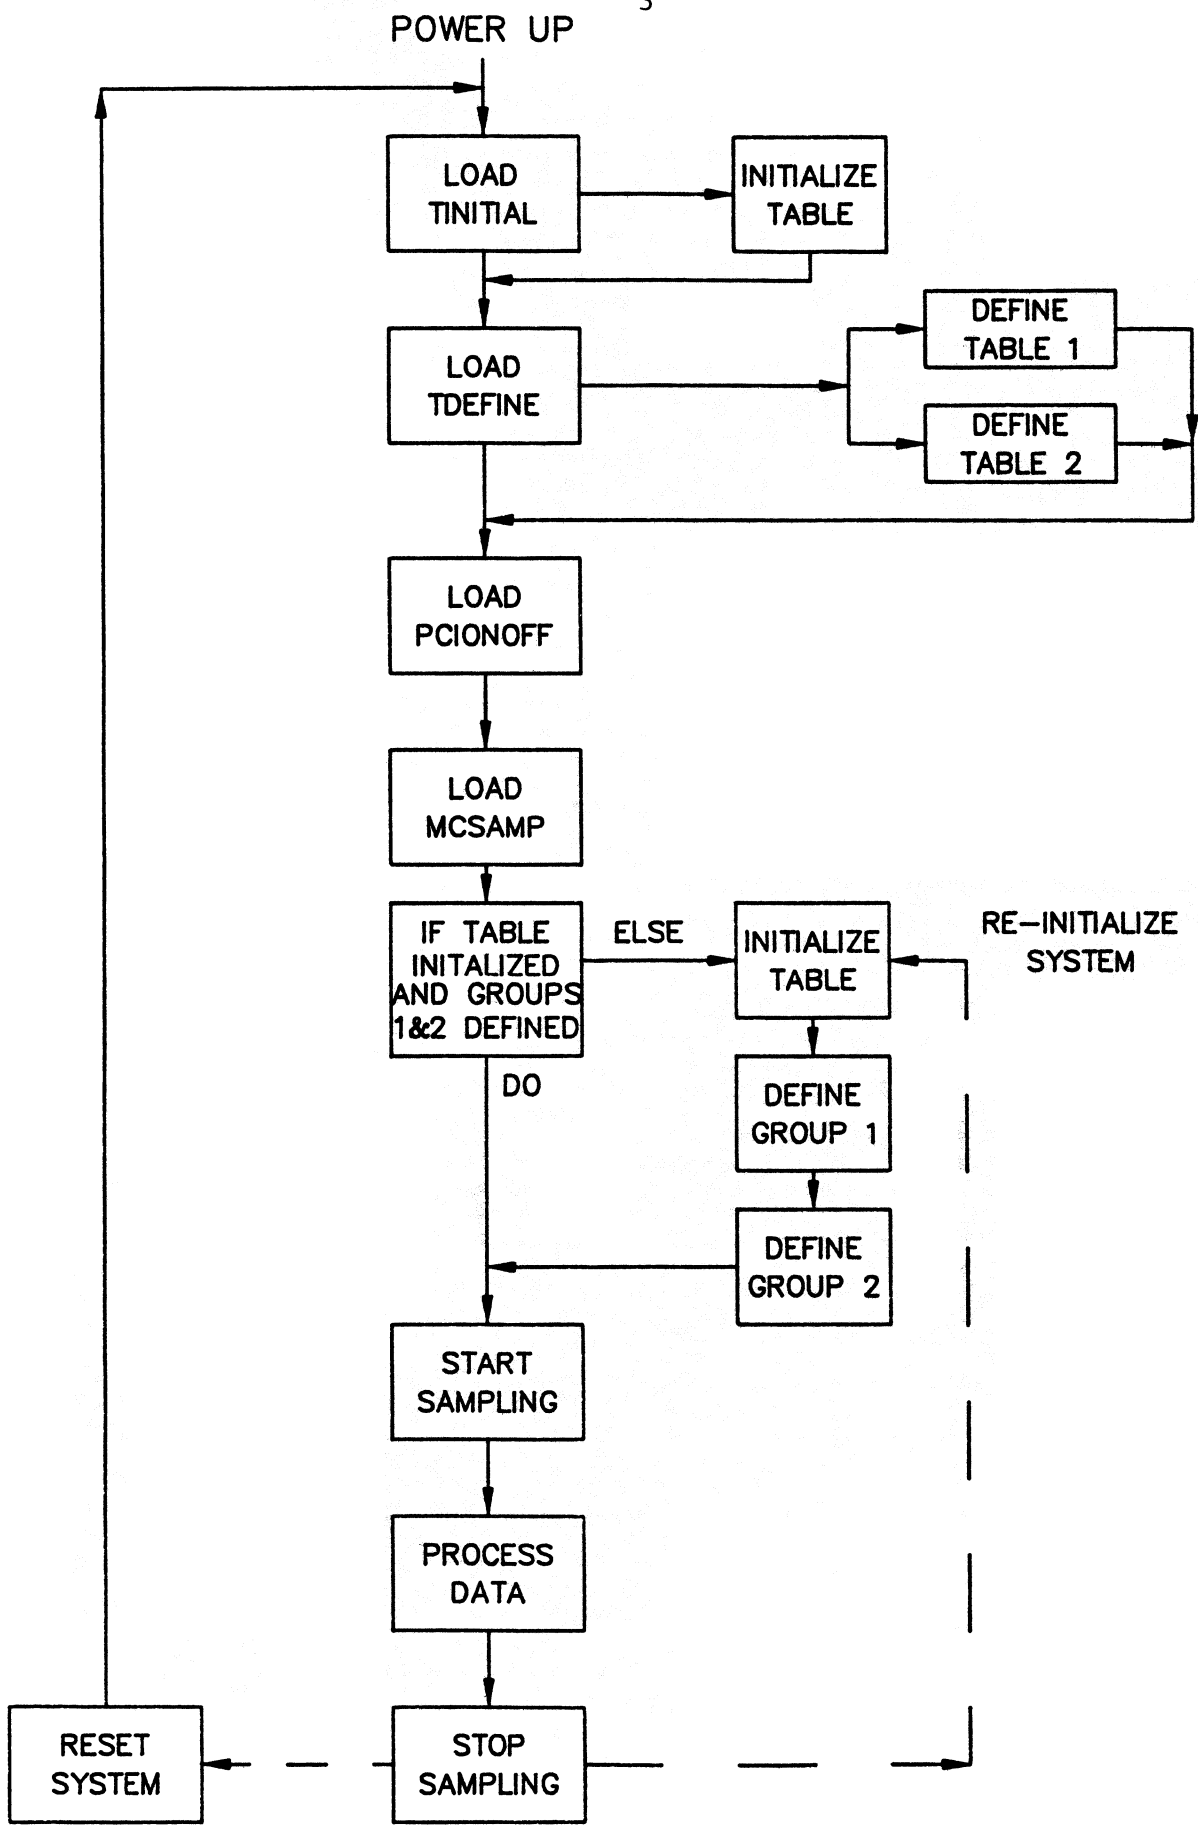 POWER UP
LOAD
TINITIAL
INITIALIZE
TABLE
LOAD
TDEFINE
DEFINE
TABLE 1
DEFINE
TABLE 2
LOAD
PCIONOFF
LOAD
MCSAMP
IF TABLE
INITALIZED
AND GROUPS
1&2 DEFINED
ELSE
DO
INITIALIZE
TABLE
RE-INITIALIZE
SYSTEM
DEFINE
GROUP 1
DEFINE
GROUP 2
START
SAMPLING
PROCESS
DATA
STOP
SAMPLING
RESET
SYSTEM